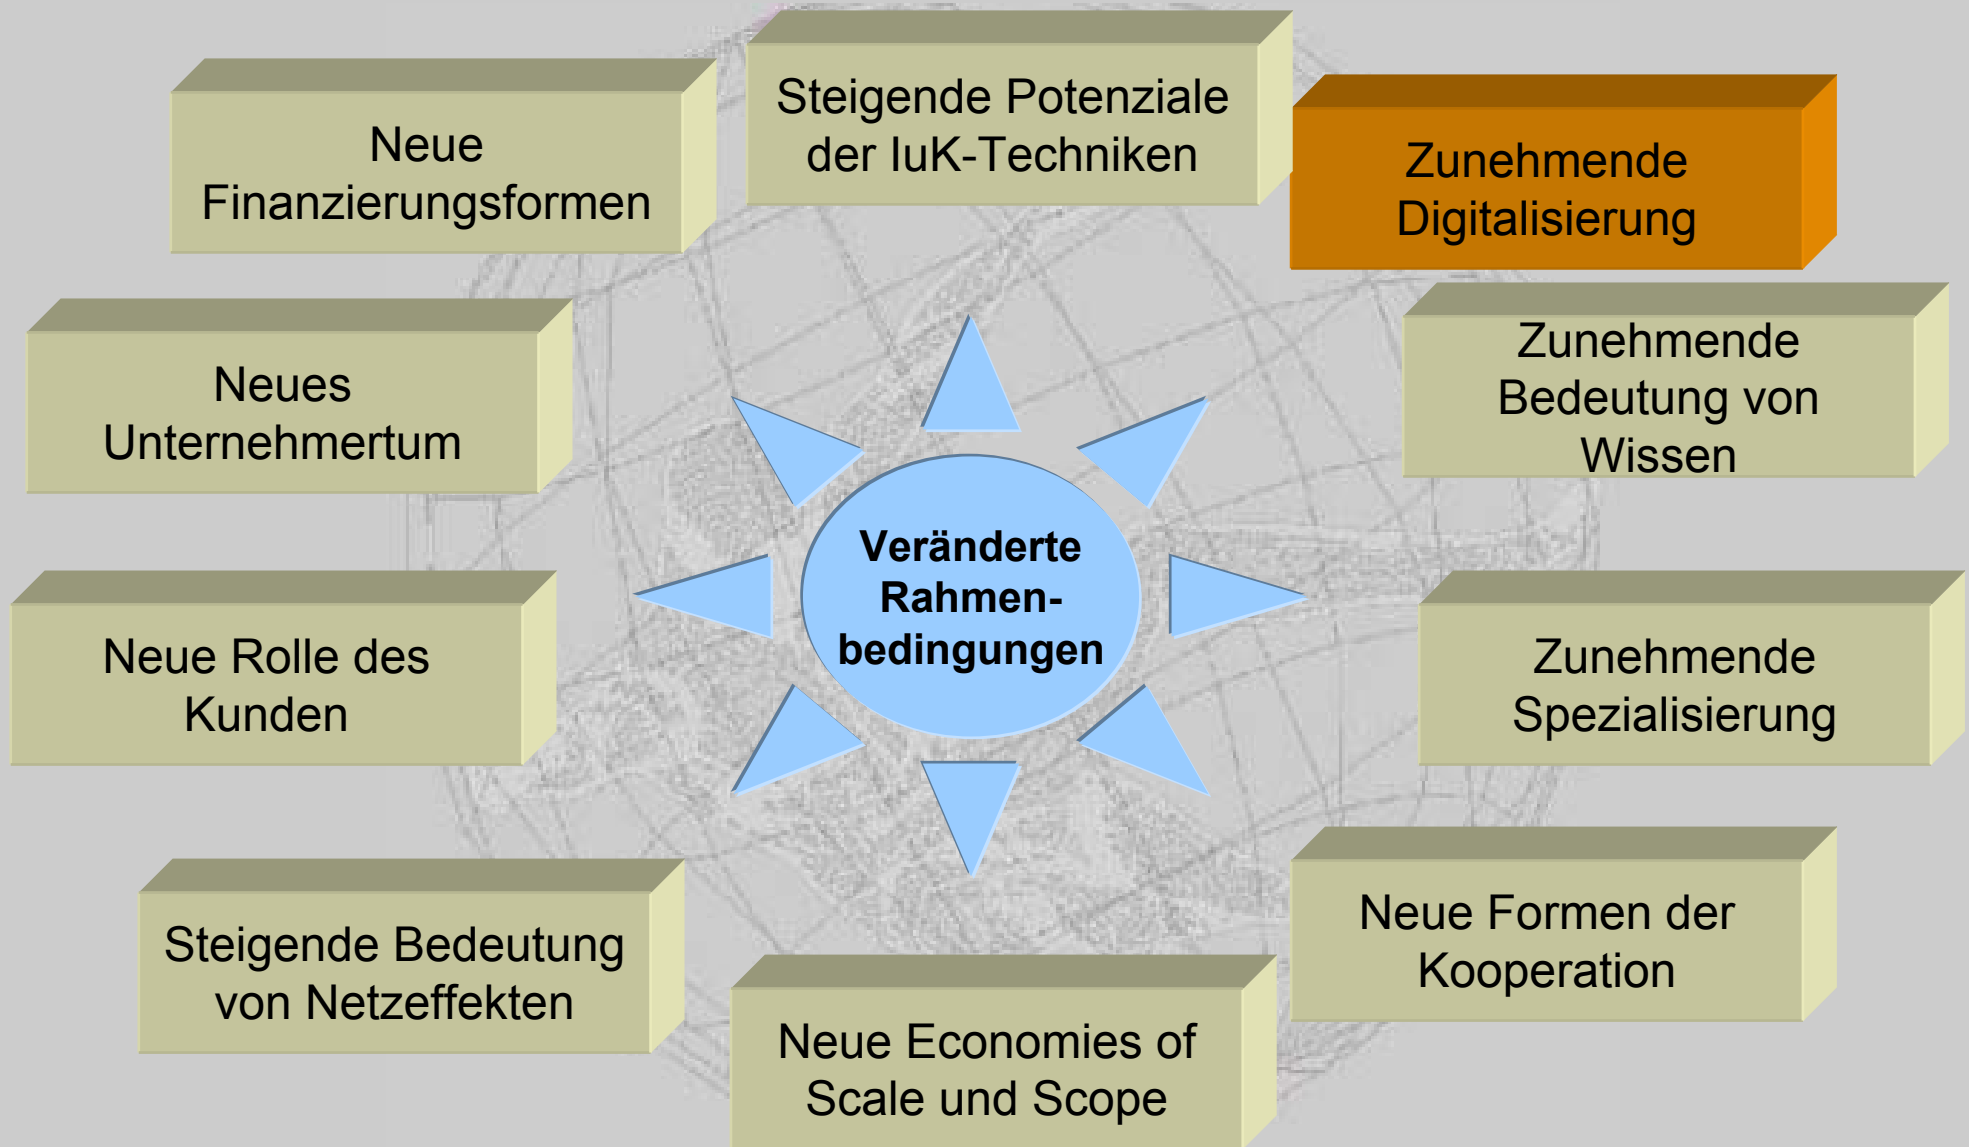 Neue
Finanzierungsformen
Steigende Potenziale
der IuK-Techniken
Zunehmende
Digitalisierung
Neues
Unternehmertum
Zunehmende
Bedeutung von
Wissen
Veränderte
Rahmen-
bedingungen
Neue Rolle des
Kunden
Zunehmende
Spezialisierung
Steigende Bedeutung
von Netzeffekten
Neue Economies of
Scale und Scope
Neue Formen der
Kooperation